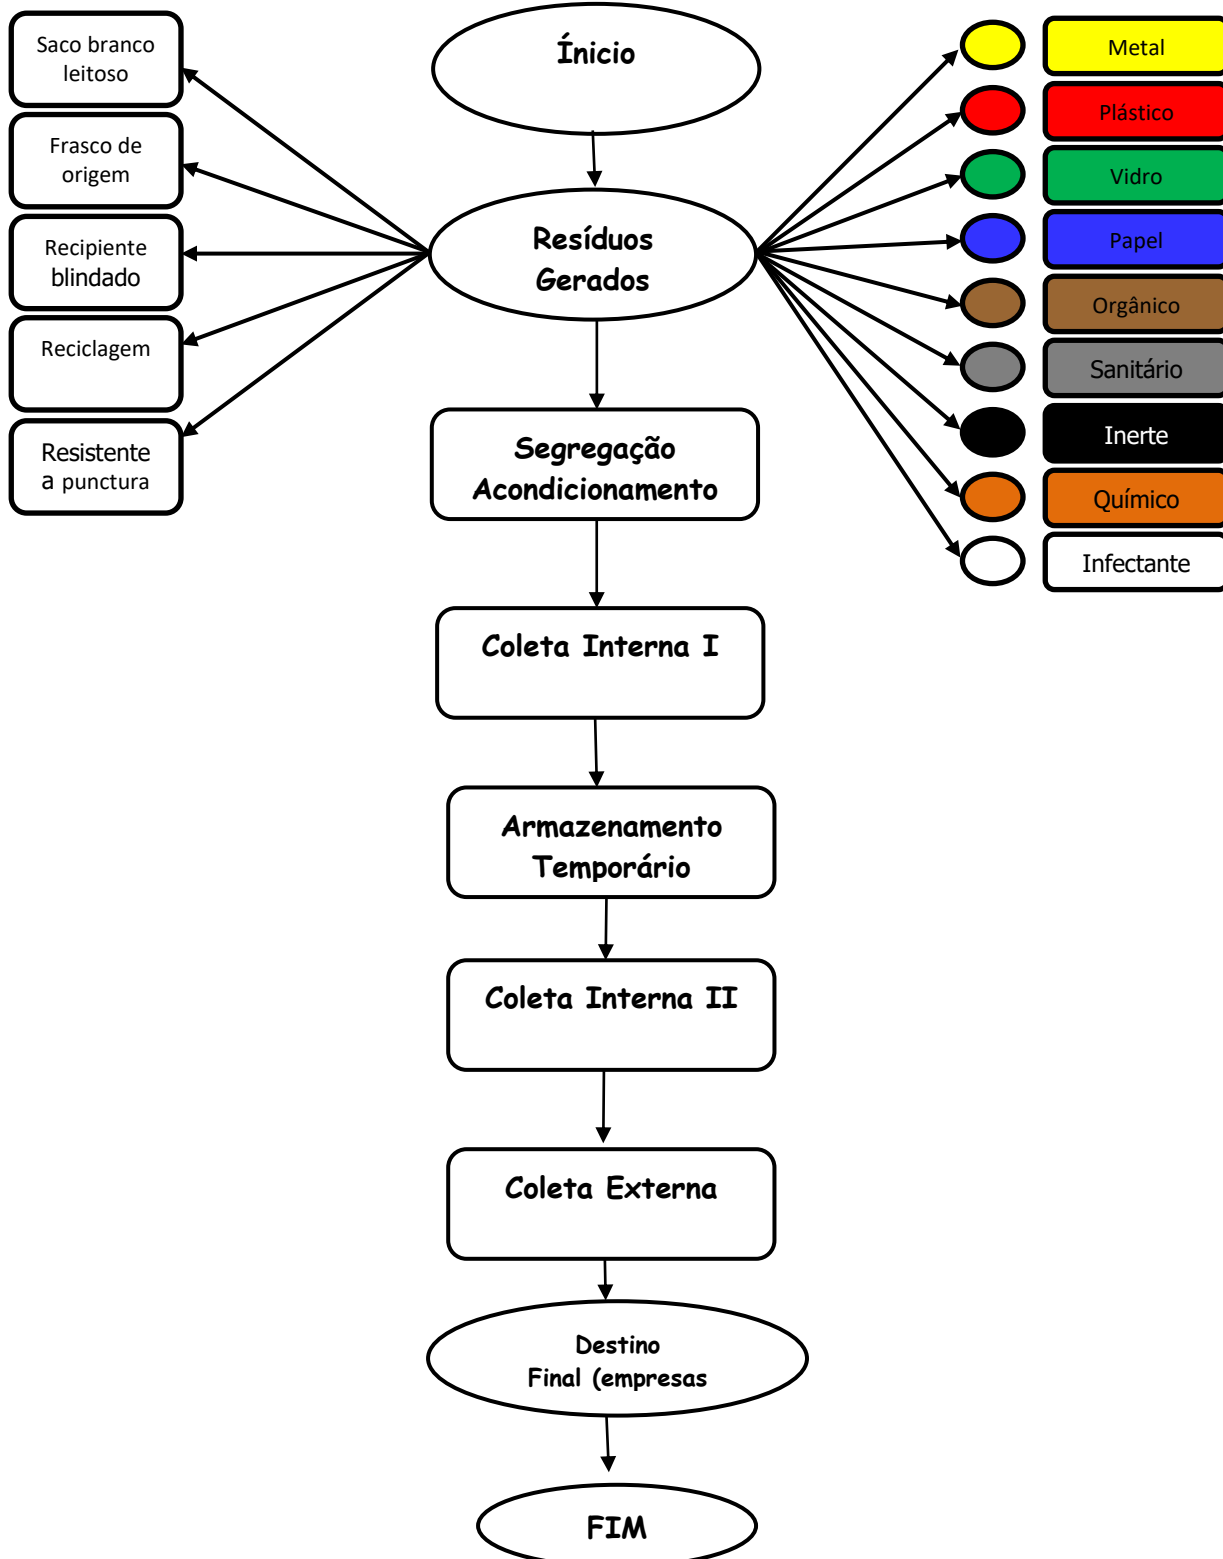 Saco branco
leitoso
Frasco de
origem
Recipiente
blindado
Reciclagem
Resistente
a punctura
Ínicio
Resíduos
Gerados
Segregação
Acondicionamento
Coleta Interna I
Armazenamento
Temporário
Coleta Interna II
Coleta Externa
Destino
Final (empresas
FIM
Metal
Plástico
Vidro
Papel
Orgânico
Sanitário
Inerte
Químico
Infectante